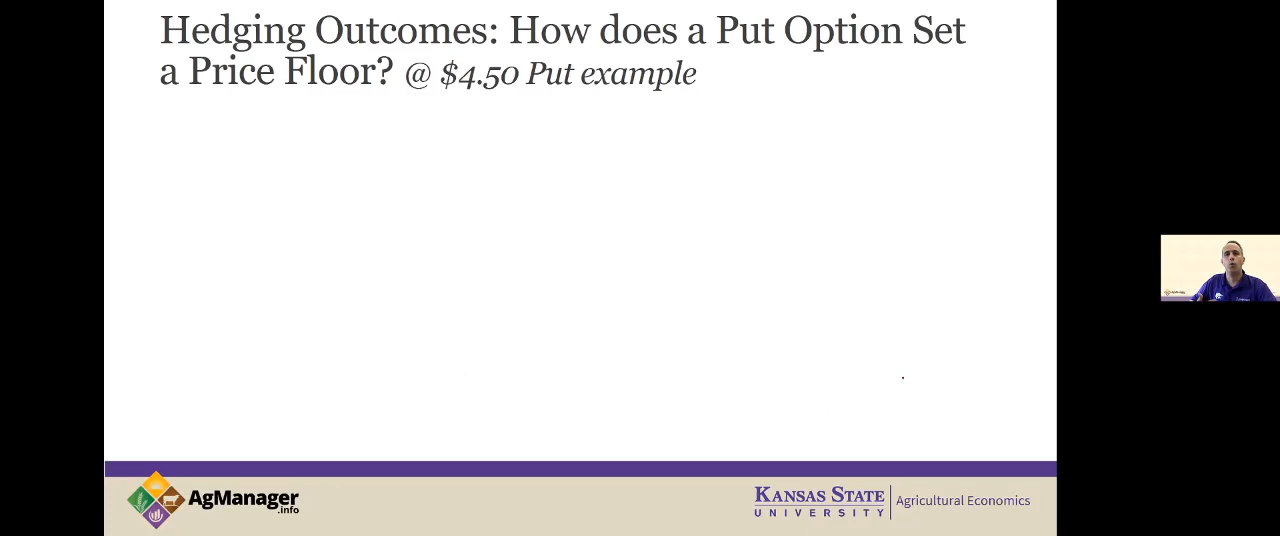 Hedging Outcomes: How does a Put Option Set
a Price Floor? @ $4.50 Put example
AgManager
.info
KANSAS STATE
UNIVERSITY
Agricultural Economics